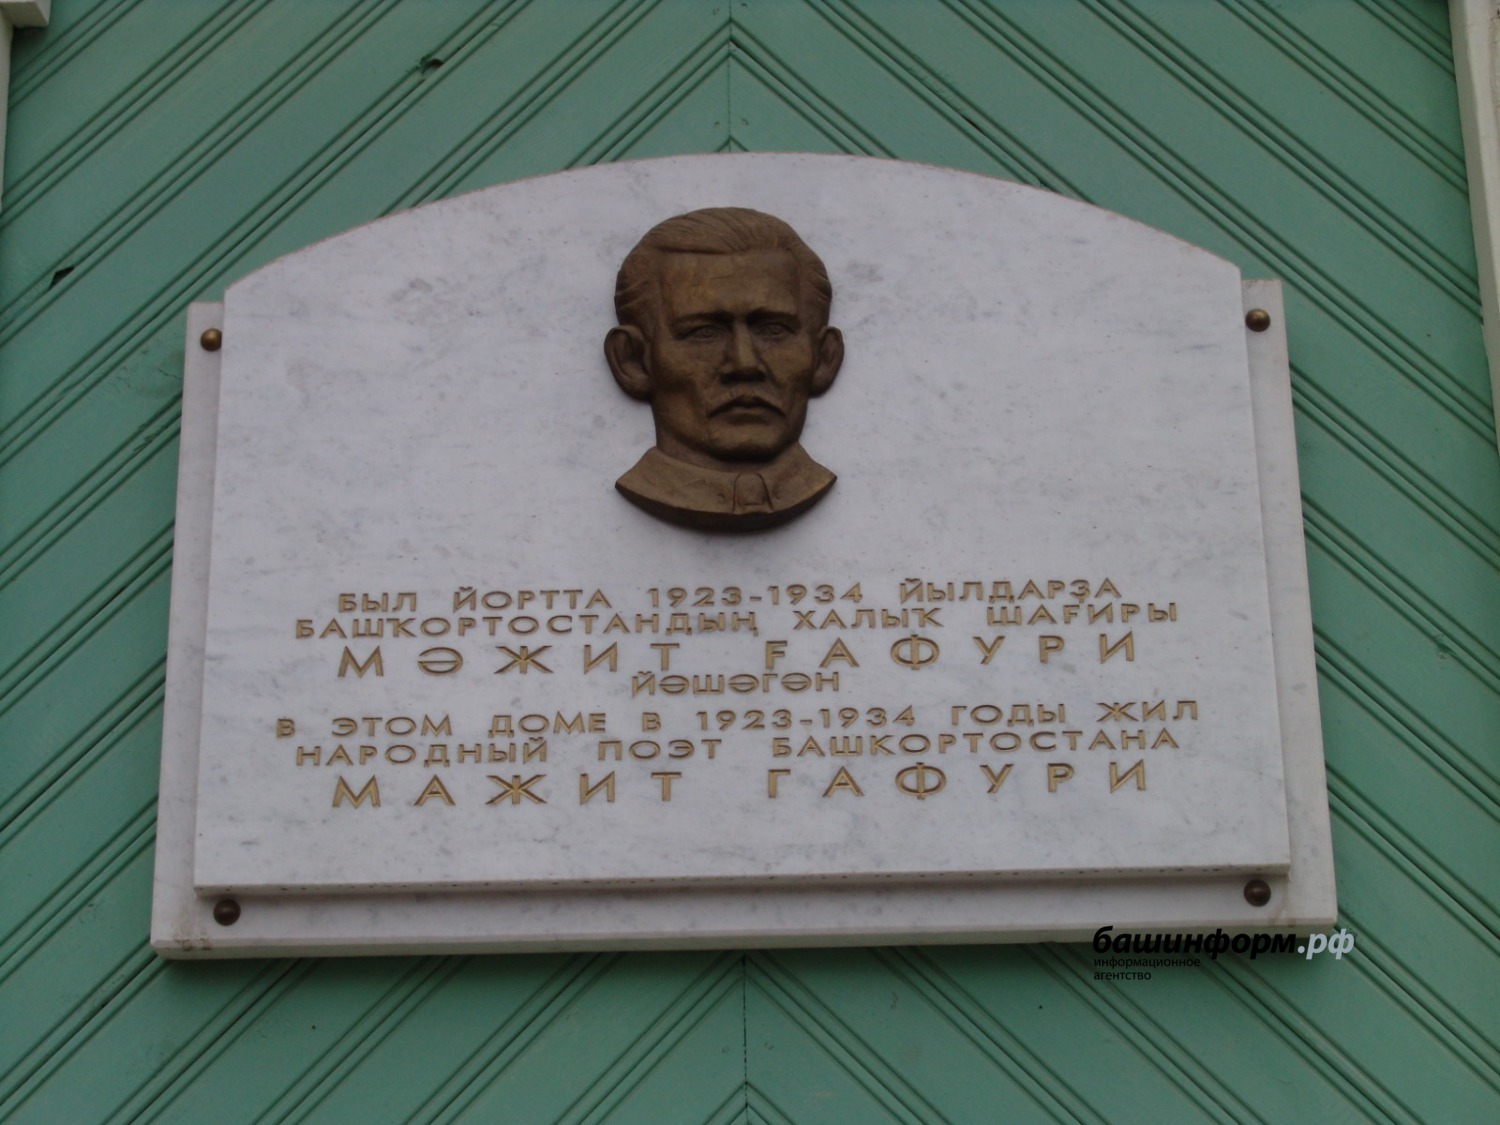 БЫЛ ЙОРТТА 1923-1934 ЙЫЛДАРҘА
БАШҠОРТОСТАНДЫҢ ХАЛЫҠ ШАҒИРЫ
МӘЖИТ ҒАФУРИ
ЙӘШӘГӘН
В ЭТОМ ДОМЕ В 1923-1934 ГОДЫ ЖИЛ
НАРОДНЫЙ ПОЭТ БАШКОРТОСТАНА
МАЖИТ ГАФУРИ
башинформ.рф
информационное
агентство